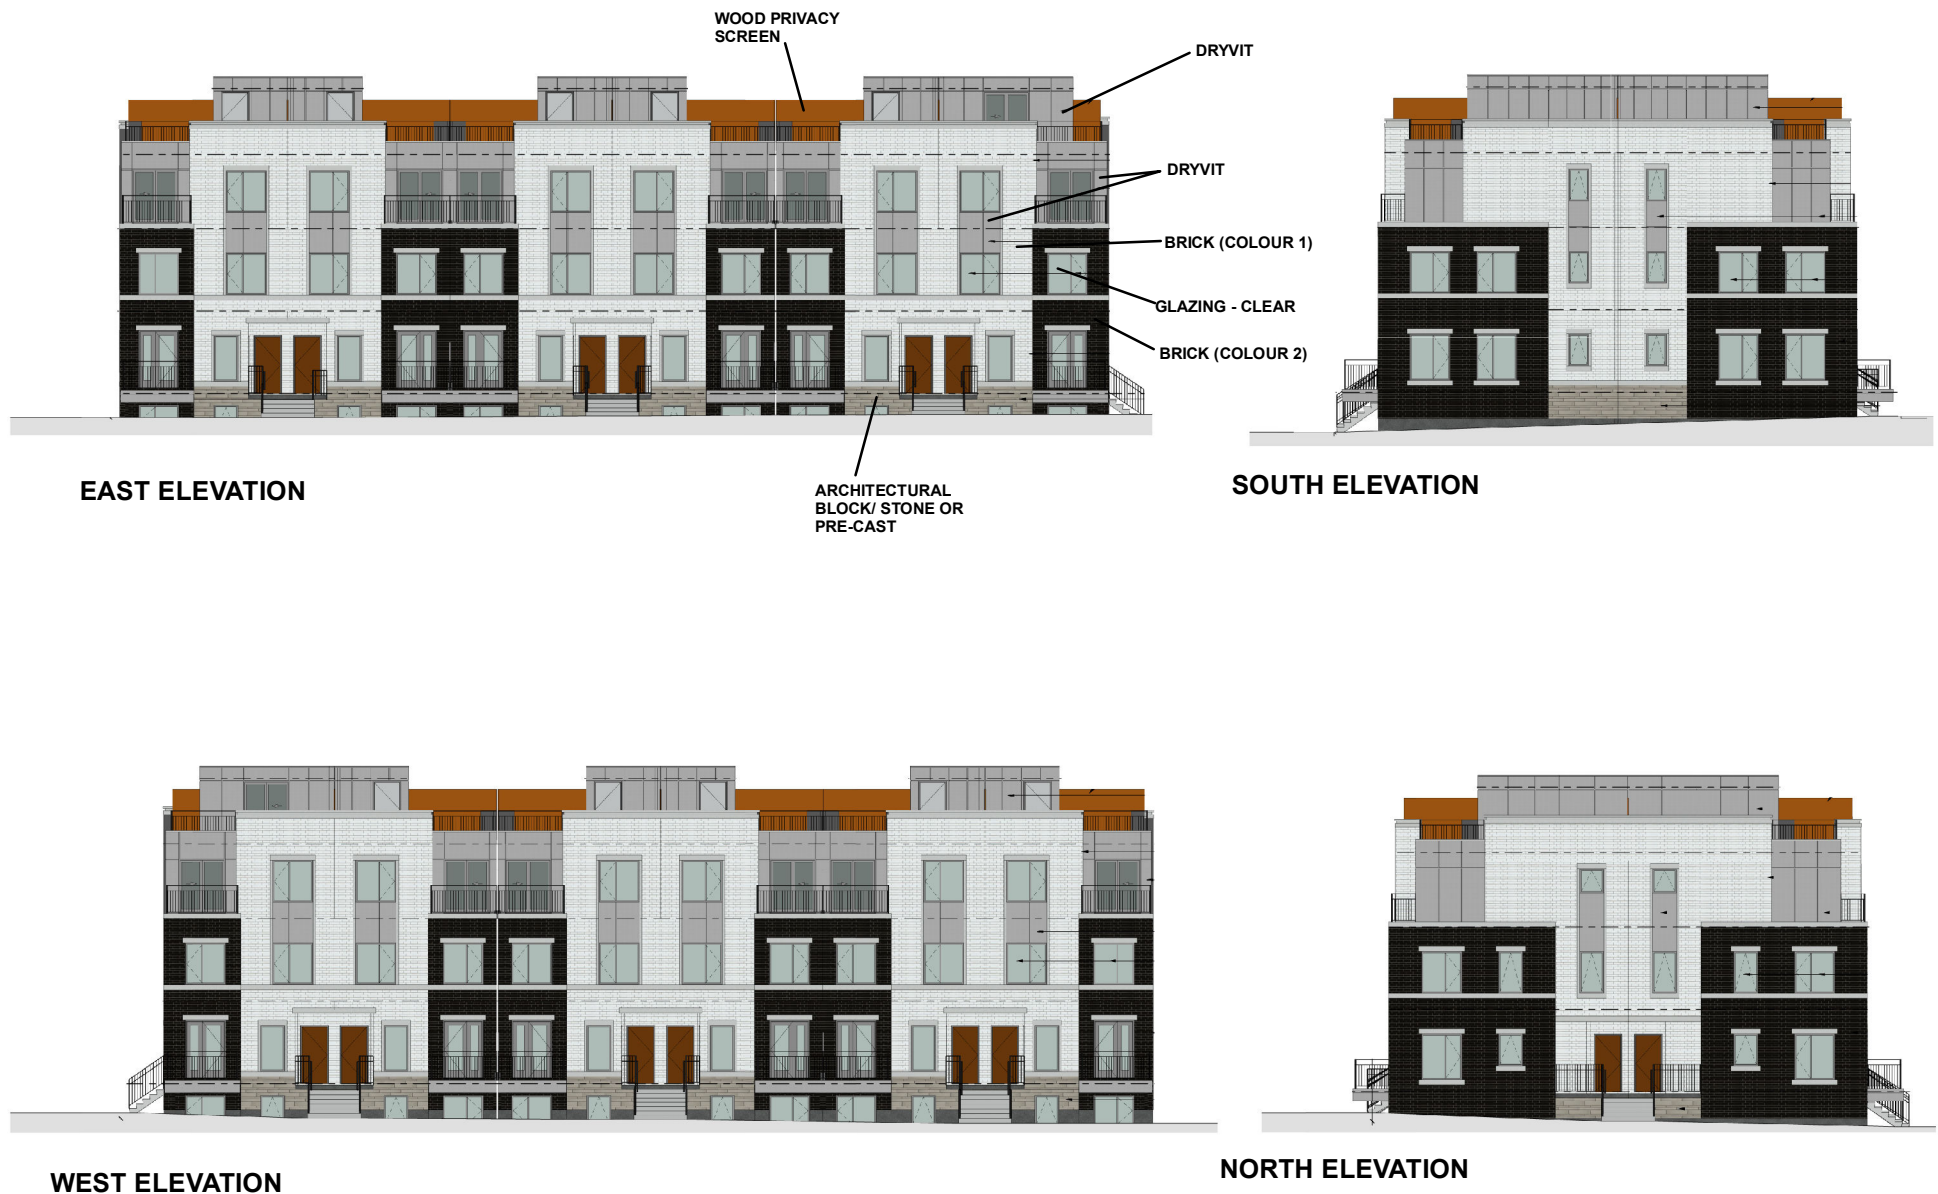 WOOD PRIVACY
SCREEN
DRYVIT
DRYVIT
BRICK (COLOUR 1)
GLAZING - CLEAR
BRICK (COLOUR 2)
EAST ELEVATION
ARCHITECTURAL
BLOCK/ STONE OR
PRE-CAST
SOUTH ELEVATION
WEST ELEVATION
NORTH ELEVATION